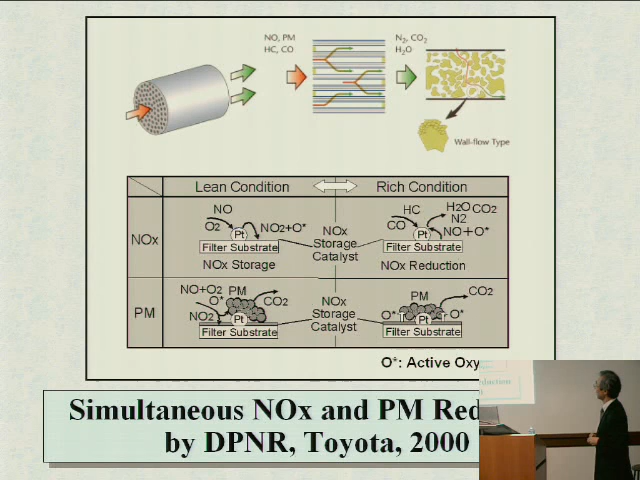 NO, PM
HC, CO
N2, CO2
H2O
Wall-flow Type
Lean Condition
Rich Condition
NOx
NO
O2
NO2+O*
Pt
Filter Substrate
NOx Storage
NOx
Storage
Catalyst
HC
CO
H2O CO2
N2
NO+O*
Pt
Filter Substrate
NOx Reduction
PM
NO+O2
O*
NO2
PM
CO2
Pt
Filter Substrate
NOx
Storage
Catalyst
PM
CO2
O*
O*
Pt
Filter Substrate
O*: Active Oxy
Simultaneous NOx and PM Red
by DPNR, Toyota, 2000